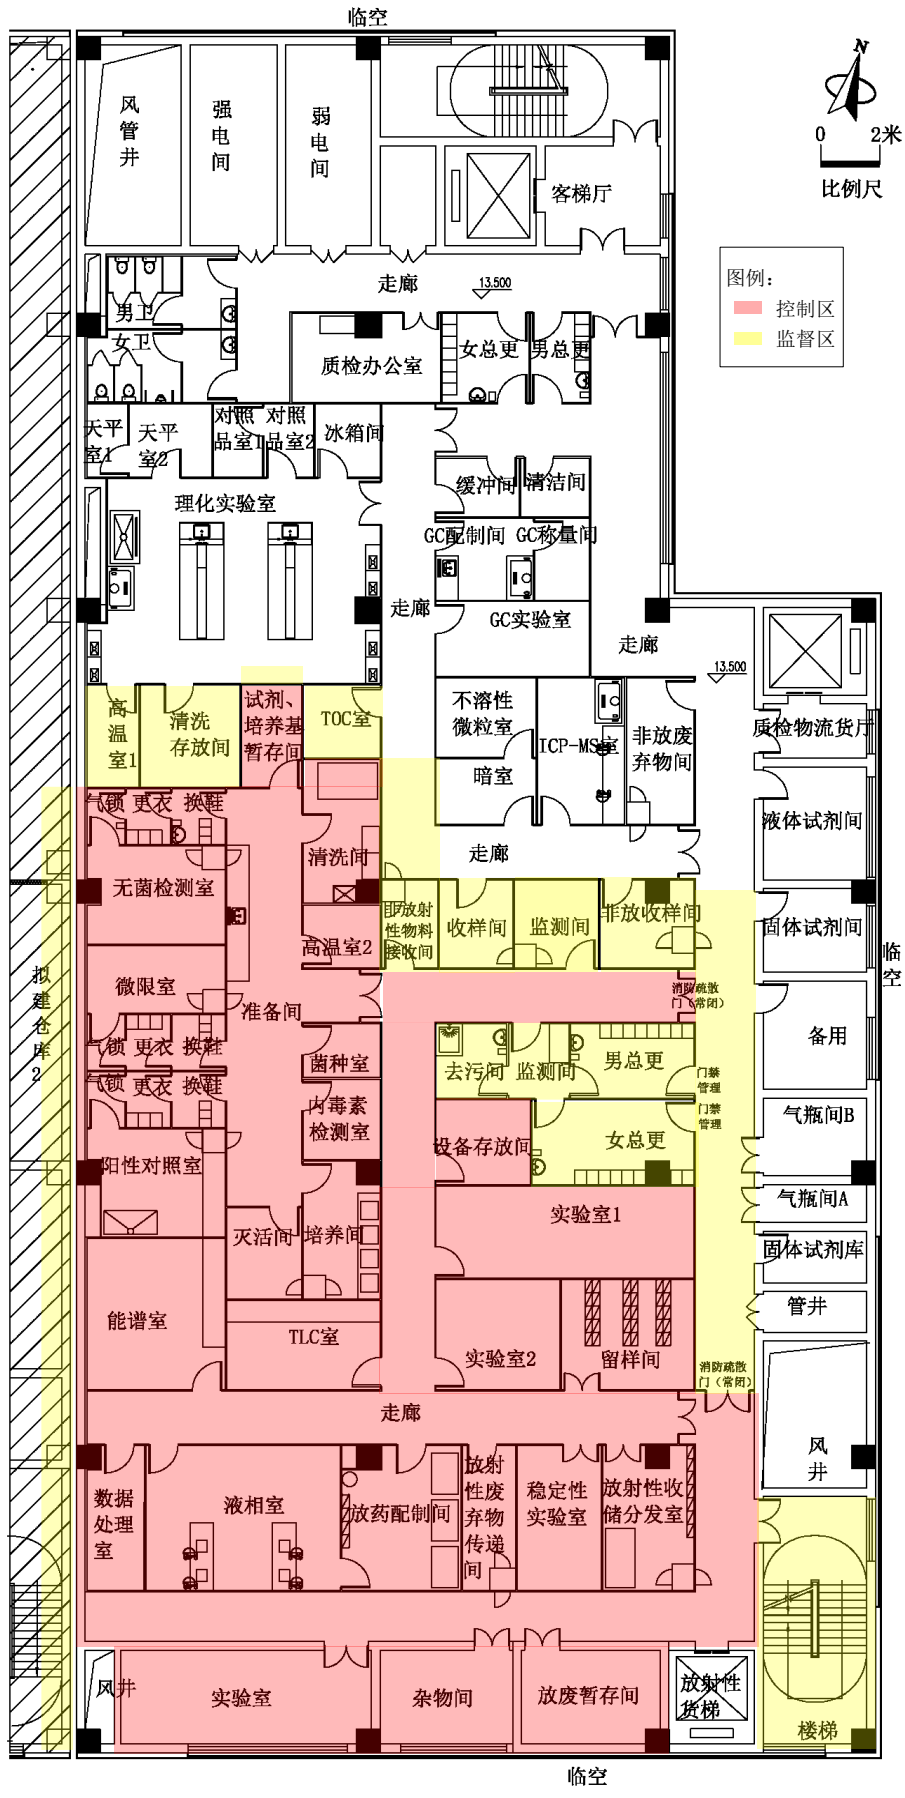 临空
N
0 2米
比例尺
风管井
强电间
弱电间
客梯厅
走廊
13.500
图例：
控制区
监督区
男卫
女卫
质检办公室
女总更
男总更
天平室1
天平室2
对照品室1
对照品室2
冰箱间
缓冲间
清洁间
理化实验室
GC配制间
GC称量间
走廊
GC实验室
走廊
13.500
高温室1
清洗存放间
试剂、培养基暂存间
TOC室
不溶性微粒室
ICP-MS室
非放废弃物间
质检物流货厅
暗室
气锁
更衣
换鞋
清洗间
走廊
液体试剂间
无菌检测室
非放射性物料接收间
收样间
监测间
非放收样间
固体试剂间
高温室2
临空
拟建仓库2
微限室
准备间
消防疏散门（常闭）
备用
气锁
更衣
换鞋
菌种室
去污间
监测间
男总更
门禁管理
气锁
更衣
换鞋
内毒素检测室
门禁管理
气瓶间B
阳性对照室
设备存放间
女总更
气瓶间A
灭活间
培养间
实验室1
固体试剂库
能谱室
TLC室
管井
实验室2
留样间
消防疏散门（常闭）
走廊
风井
数据处理室
液相室
放药配制间
放射性废弃物传递间
稳定性实验室
放射性收储分发室
风井
实验室
杂物间
放废暂存间
放射性货梯
楼梯
临空